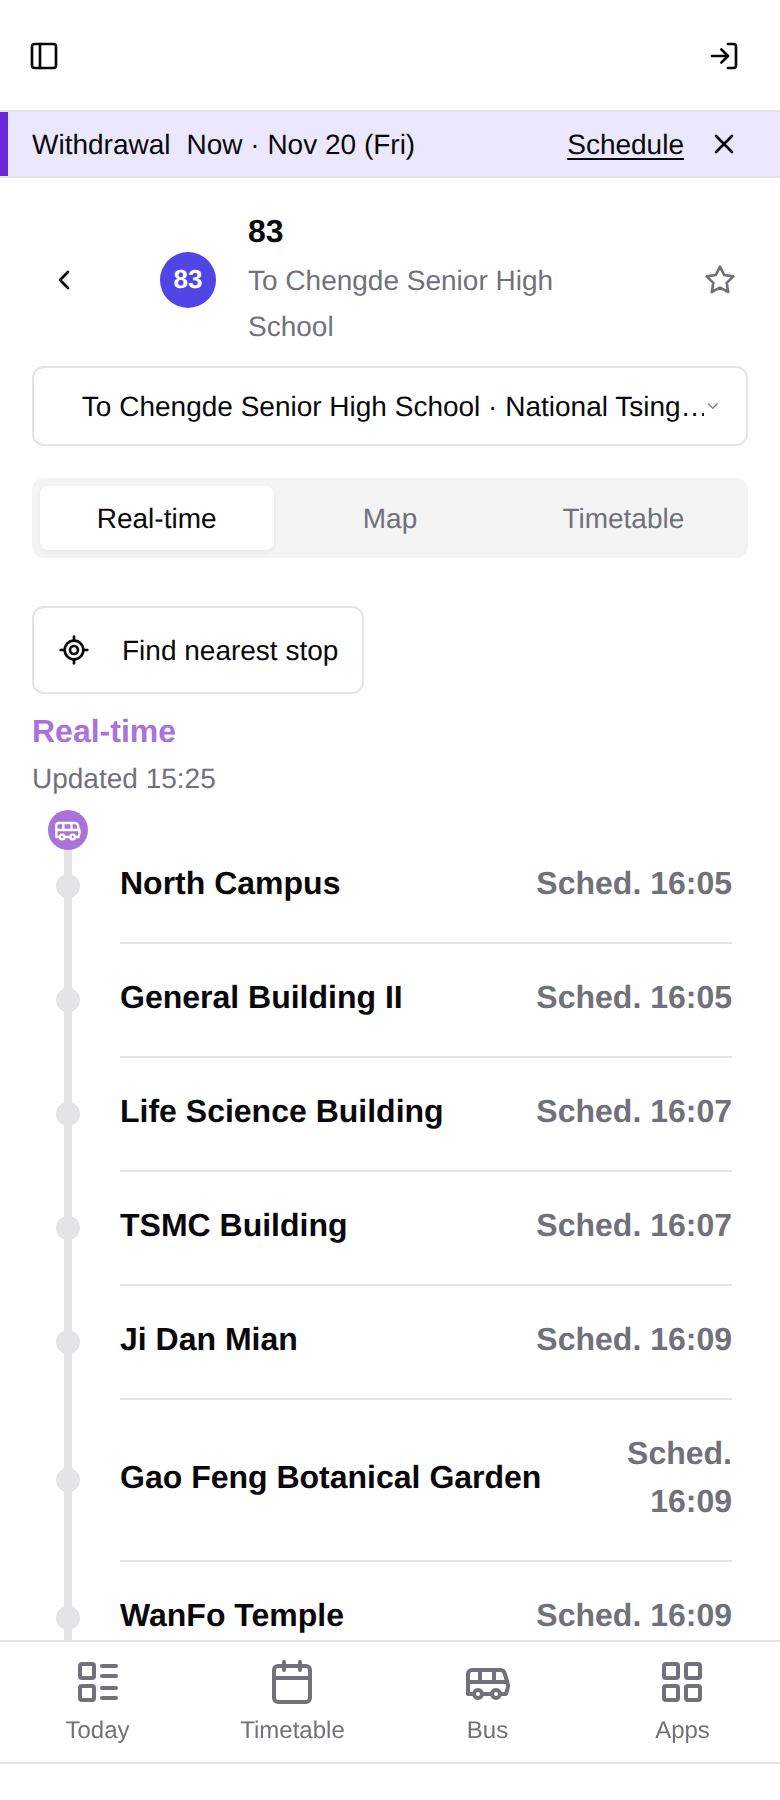 Withdrawal Now · Nov 20 (Fri) Schedule
83
83
To Chengde Senior High
School
To Chengde Senior High School · National Tsing…
Real-time Map Timetable
Find nearest stop
Real-time
Updated 15:25
North Campus Sched. 16:05
General Building II Sched. 16:05
Life Science Building Sched. 16:07
TSMC Building Sched. 16:07
Ji Dan Mian Sched. 16:09
Gao Feng Botanical Garden Sched.
16:09
WanFo Temple Sched. 16:09
Today Timetable Bus Apps